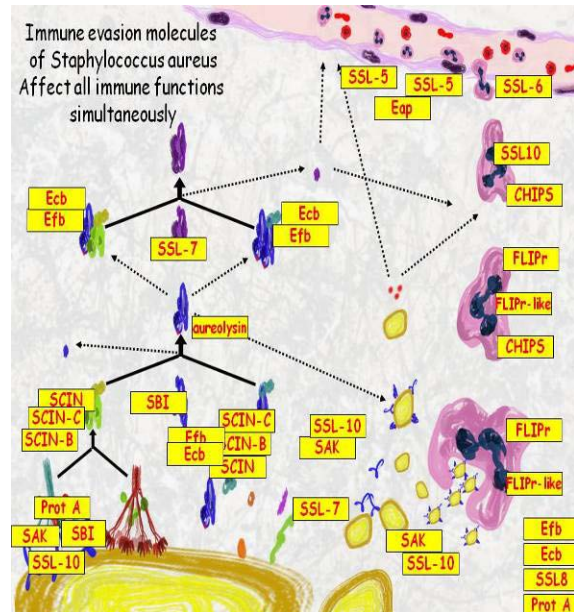 Immune evasion molecules
of Staphylococcus aureus
Affect all immune functions
simultaneously
SSL-5
SSL-5
SSL-6
Eap
SSL10
CHIPS
Ecb
Efb
SSL-7
Ecb
Efb
FLIPr
FLIPr-like
CHIPS
aureolysin
SCIN
SCIN-C
SCIN-B
SBI
Efb
Ecb
SCIN-C
SCIN-B
SCIN
SSL-10
SAK
FLIPr
FLIPr-like
Prot A
SAK
SBI
SSL-10
SSL-7
SAK
SSL-10
Efb
Ecb
SSL8
Prot A